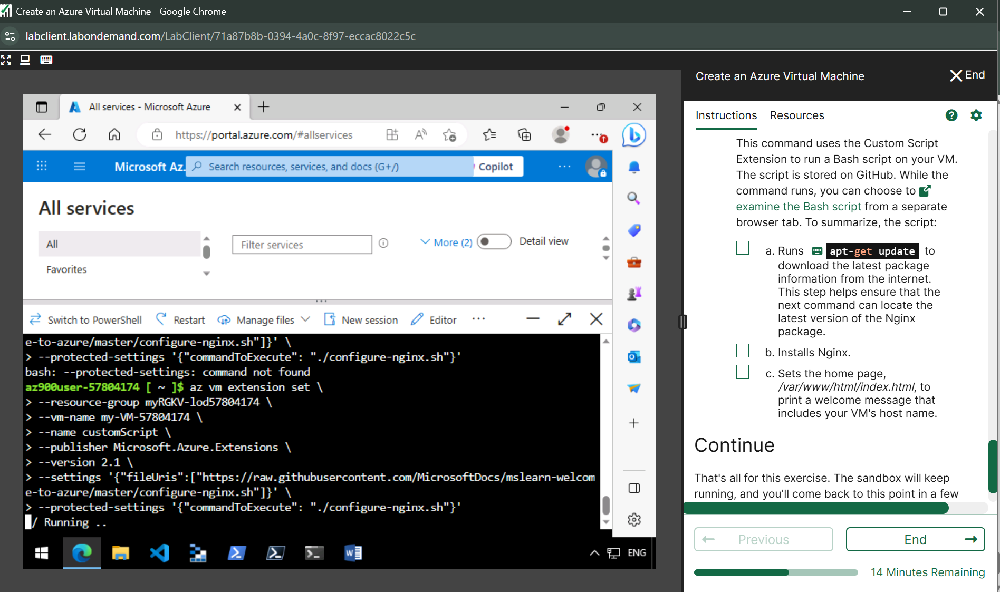 Create an Azure Virtual Machine - Google Chrome
labclient.labondemand.com/LabClient/71a87b8b-0394-4a0c-8f97-eccac8022c5c
Create an Azure Virtual Machine
End
All services - Microsoft Azure
https://portal.azure.com/#allservices
Microsoft Az.
Search resources, services, and docs (G+/)
Copilot
All services
All
Favorites
Filter services
More (2)
Detail view
Switch to PowerShell
Restart
Manage files
New session
Editor
e-to-azure/master/configure-nginx.sh"]}' \
> --protected-settings '{"commandToExecute": "./configure-nginx.sh"}'
bash: --protected-settings: command not found
az900user-57804174 [ ~ ]$ az vm extension set \
> --resource-group myRGKV-lod57804174 \
> --vm-name my-VM-57804174 \
> --name customScript \
> --publisher Microsoft.Azure.Extensions \
> --version 2.1 \
> --settings '{"fileUris":["https://raw.githubusercontent.com/MicrosoftDocs/mslearn-welcom
e-to-azure/master/configure-nginx.sh"]}' \
> --protected-settings '{"commandToExecute": "./configure-nginx.sh"}'
/ Running ..
ENG
Instructions
Resources
This command uses the Custom Script
Extension to run a Bash script on your VM.
The script is stored on GitHub. While the
command runs, you can choose to
examine the Bash script from a separate
browser tab. To summarize, the script:
a. Runs apt-get update to
download the latest package
information from the internet.
This step helps ensure that the
next command can locate the
latest version of the Nginx
package.
b. Installs Nginx.
c. Sets the home page,
/var/www/html/index.html, to
print a welcome message that
includes your VM's host name.
Continue
That's all for this exercise. The sandbox will keep
running, and you'll come back to this point in a few
Previous
End
14 Minutes Remaining